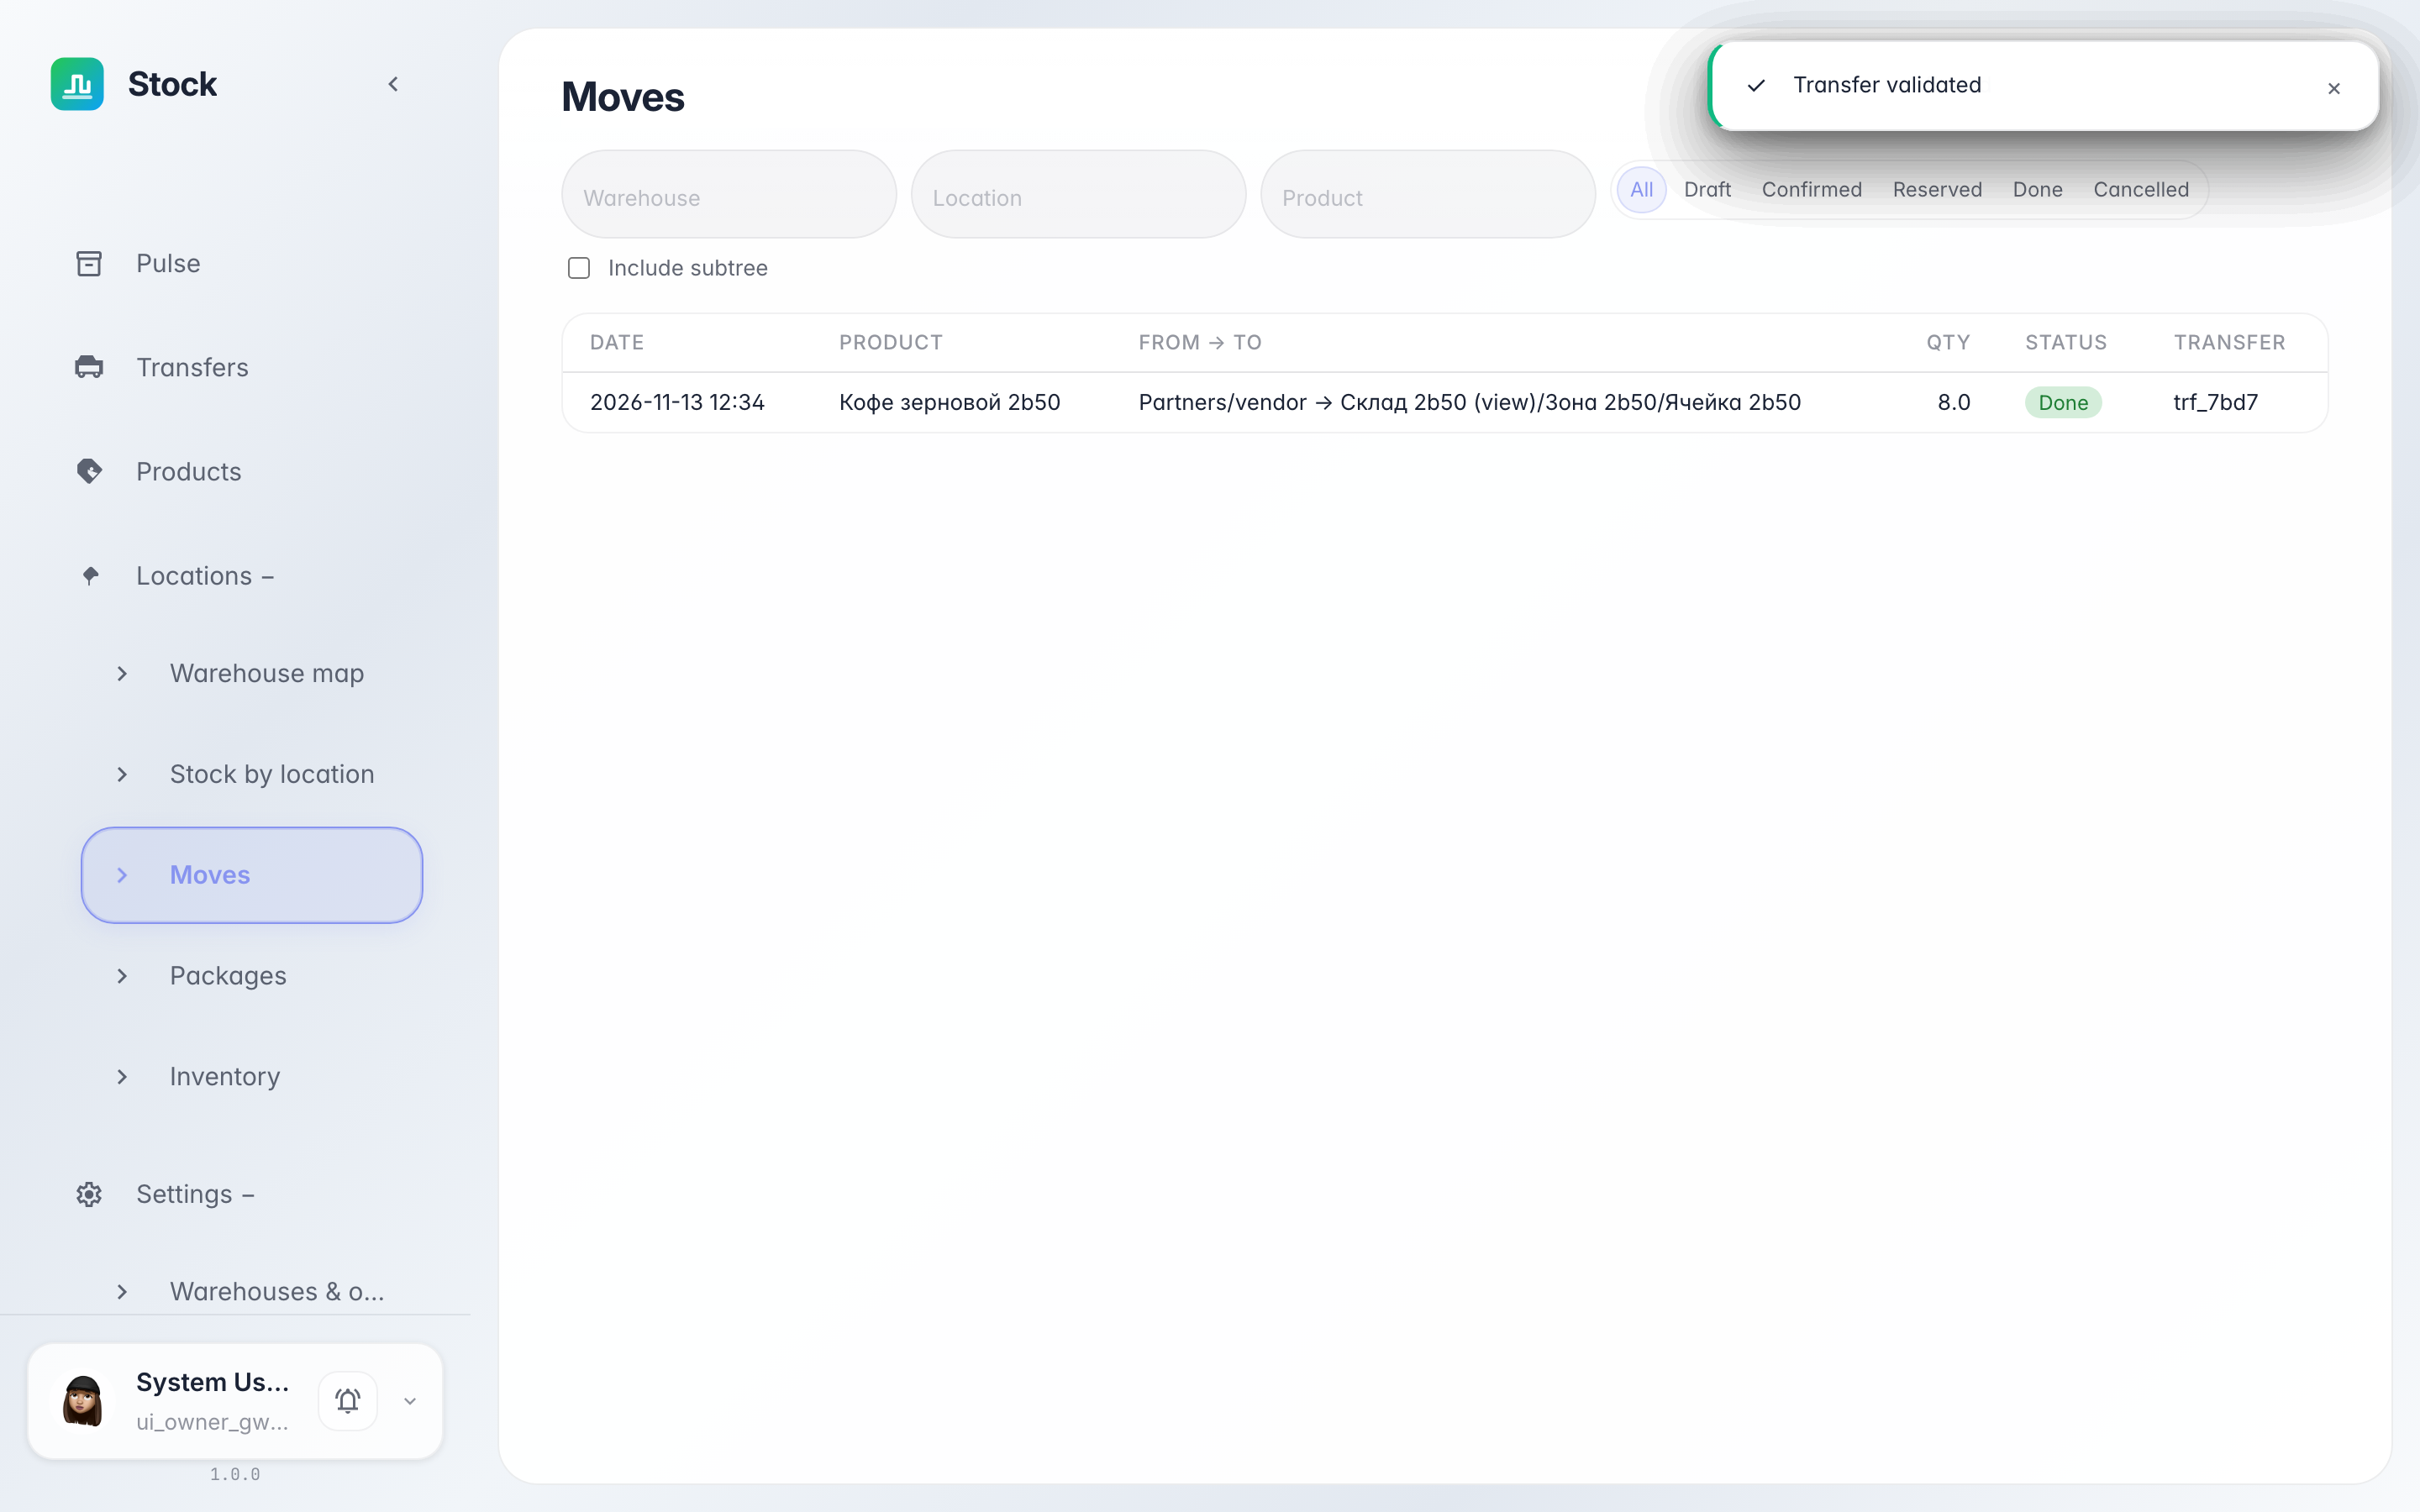 Stock
Pulse
Transfers
Products
Locations –
Warehouse map
Stock by location
Moves
Packages
Inventory
Settings –
Warehouses & o...
System Us...
ui_owner_gw...
1.0.0
Moves
Transfer validated
Warehouse
Location
Product
All Draft Confirmed Reserved Done Cancelled
Include subtree
DATE PRODUCT FROM → TO QTY STATUS TRANSFER
2026-11-13 12:34 Кофе зерновой 2b50 Partners/vendor → Склад 2b50 (view)/Зона 2b50/Ячейка 2b50 8.0 Done trf_7bd7